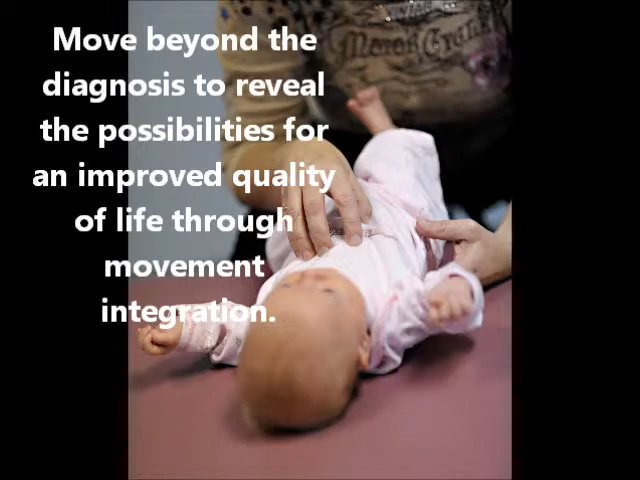 Move beyond the
diagnosis to reveal
the possibilities for
an improved quality
of life through
movement
integration.